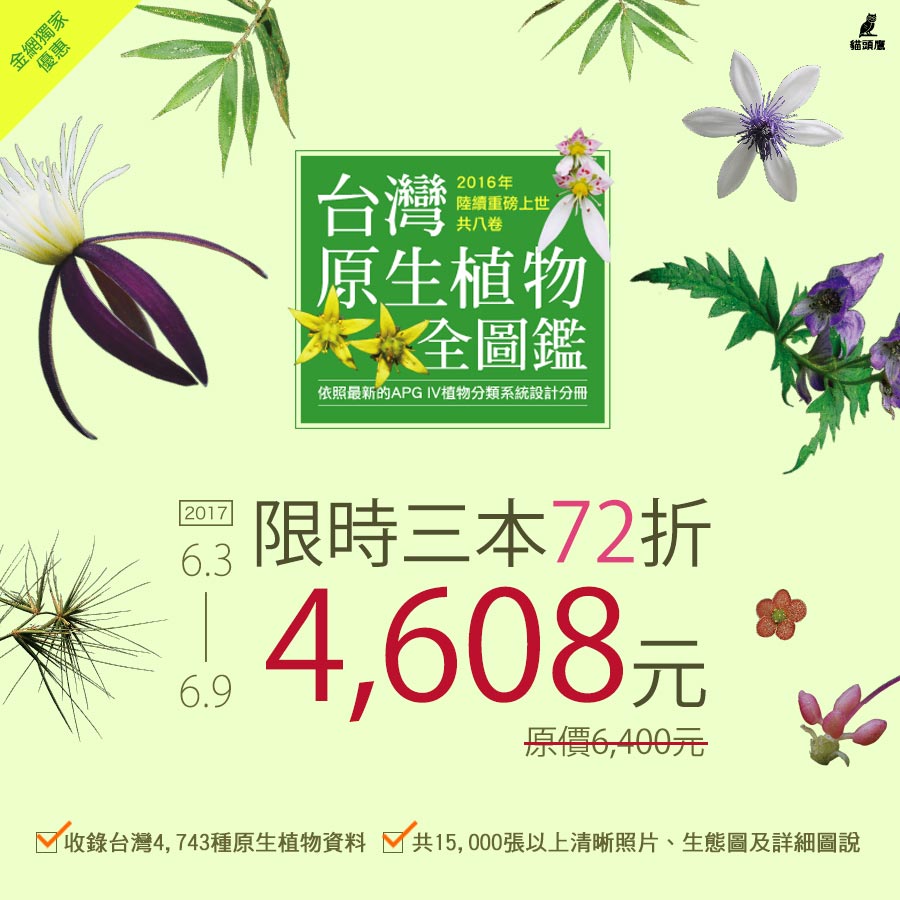 金網獨家
優惠
貓頭鷹
台灣
2016年
陸續重磅上世
共八卷
原生植物
全圖鑑
依照最新的APG IV植物分類系統設計分冊
2017
6.3
6.9
限時三本72折
4,608元
原價6,400元
收錄台灣4,743種原生植物資料
共15,000張以上清晰照片、生態圖及詳細圖說